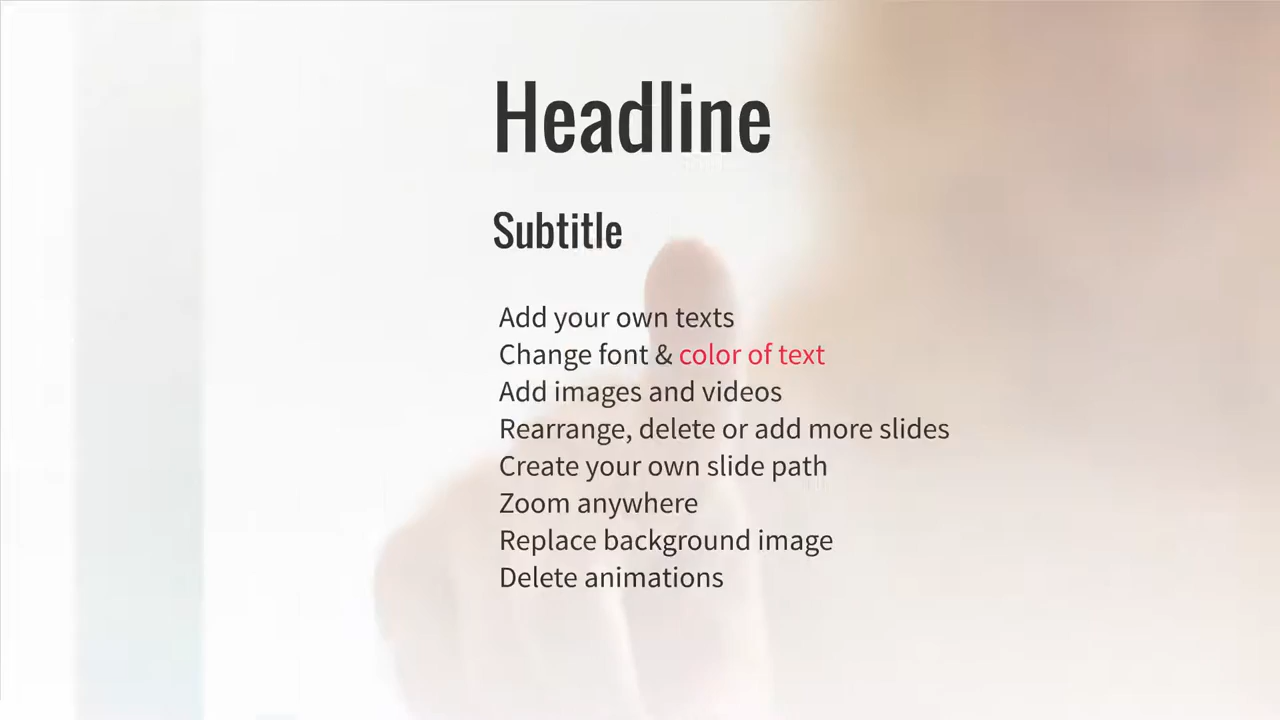 Headline
Subtitle
Add your own texts
Change font & color of text
Add images and videos
Rearrange, delete or add more slides
Create your own slide path
Zoom anywhere
Replace background image
Delete animations